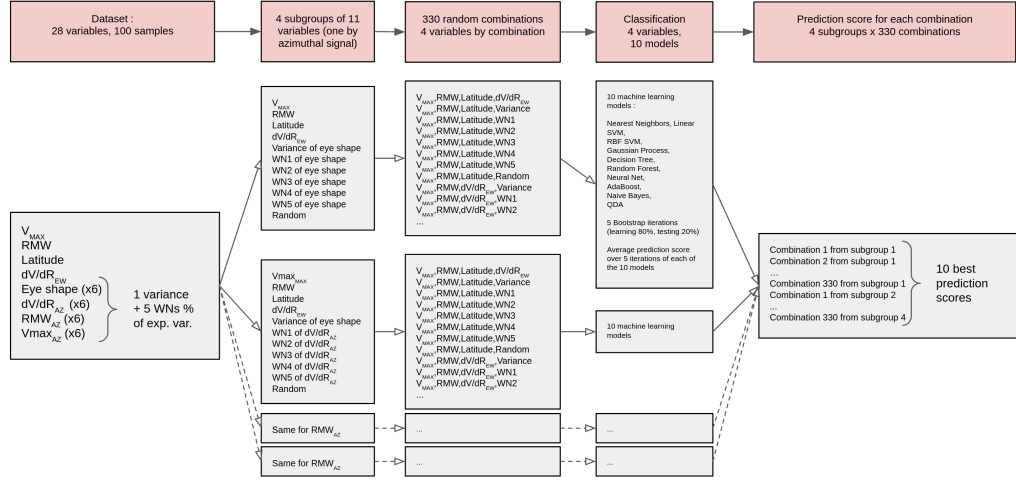 Dataset :
28 variables, 100 samples
4 subgroups of 11
variables (one by
azimuthal signal)
330 random combinations
4 variables by combination
Classification
4 variables,
10 models
Prediction score for each combination
4 subgroups x 330 combinations
VMAX
RMW
Latitude
dV/dREW
Eye shape (x6)
dV/dRAZ (x6)
RMWAZ (x6)
VmaxAZ (x6)
1 variance
+ 5 WNs %
of exp. var.
VMAX
RMW
Latitude
dV/dREW
Variance of eye shape
WN1 of eye shape
WN2 of eye shape
WN3 of eye shape
WN4 of eye shape
WN5 of eye shape
Random
VMAX,RMW,Latitude,dV/dREW
VMAX,RMW,Latitude,Variance
VMAX,RMW,Latitude,WN1
VMAX,RMW,Latitude,WN2
VMAX,RMW,Latitude,WN3
VMAX,RMW,Latitude,WN4
VMAX,RMW,Latitude,WN5
VMAX,RMW,Latitude,Random
VMAX,RMW,dV/dREW,Variance
VMAX,RMW,dV/dREW,WN1
VMAX,RMW,dV/dREW,WN2
...
10 machine learning
models :
Nearest Neighbors, Linear
SVM,
RBF SVM,
Gaussian Process,
Decision Tree,
Random Forest,
Neural Net,
AdaBoost,
Naive Bayes,
QDA
5 Bootstrap iterations
(learning 80%, testing 20%)
Average prediction score
over 5 iterations of each of
the 10 models
VmaxMAX
RMW
Latitude
dV/dREW
Variance of eye shape
WN1 of dV/dRAZ
WN2 of dV/dRAZ
WN3 of dV/dRAZ
WN4 of dV/dRAZ
WN5 of dV/dRAZ
Random
VMAX,RMW,Latitude,dV/dREW
VMAX,RMW,Latitude,Variance
VMAX,RMW,Latitude,WN1
VMAX,RMW,Latitude,WN2
VMAX,RMW,Latitude,WN3
VMAX,RMW,Latitude,WN4
VMAX,RMW,Latitude,WN5
VMAX,RMW,Latitude,Random
VMAX,RMW,dV/dREW,Variance
VMAX,RMW,dV/dREW,WN1
VMAX,RMW,dV/dREW,WN2
...
10 machine learning
models
Same for RMWAZ
...
...
Same for RMWAZ
...
...
Combination 1 from subgroup 1
Combination 2 from subgroup 1
...
Combination 330 from subgroup 1
Combination 1 from subgroup 2
...
Combination 330 from subgroup 4
10 best
prediction
scores